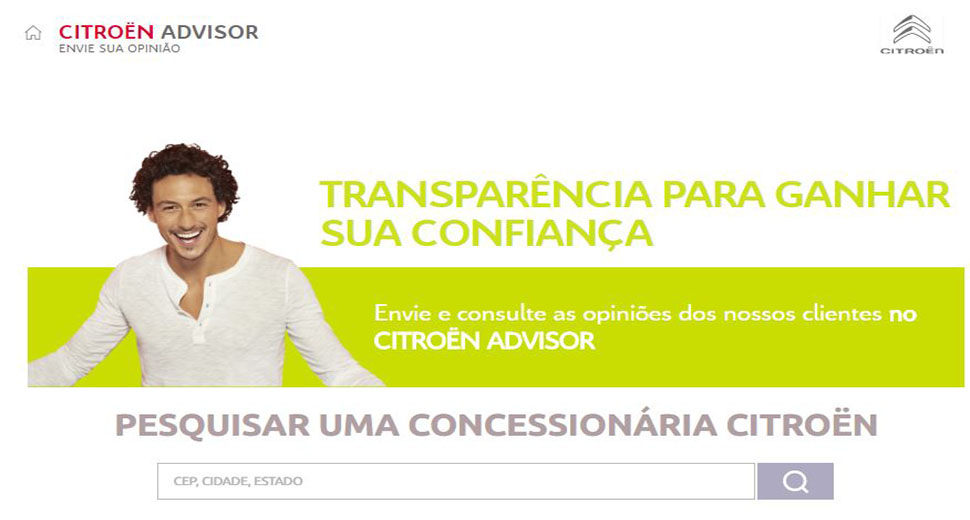 CITROËN ADVISOR
ENVIE SUA OPINIÃO
CITROËN
TRANSPARÊNCIA PARA GANHAR
SUA CONFIANÇA
Envie e consulte as opiniões dos nossos clientes no
CITROËN ADVISOR
PESQUISAR UMA CONCESSIONÁRIA CITROËN
CEP, CIDADE, ESTADO